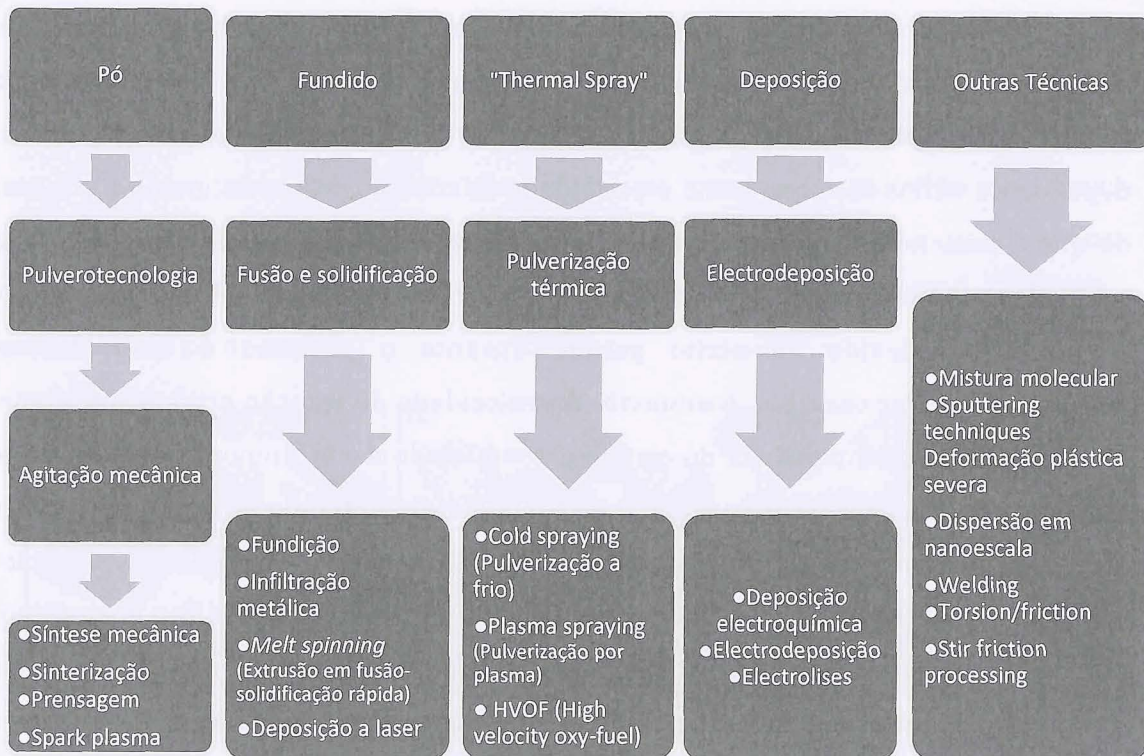 Pó
Pulverotecnologia
Agitação mecânica
●Síntese mecânica
●Sinterização
●Prensagem
●Spark plasma
Fundido
Fusão e solidificação
●Fundição
●Infiltração
metálica
●Melt spinning
(Extrusão em fusão-
solidificação rápida)
●Deposição a laser
"Thermal Spray"
Pulverização
térmica
●Cold spraying
(Pulverização a
frio)
●Plasma spraying
(Pulverização por
plasma)
● HVOF (High
velocity oxy-fuel)
Deposição
Electrodeposição
●Deposição
electroquímica
●Electrodeposição
●Electrolises
Outras Técnicas
●Mistura molecular
●Sputtering
techniques
Deformação plástica
severa
●Dispersão em
nanoescala
●Welding
●Torsion/friction
●Stir friction
processing